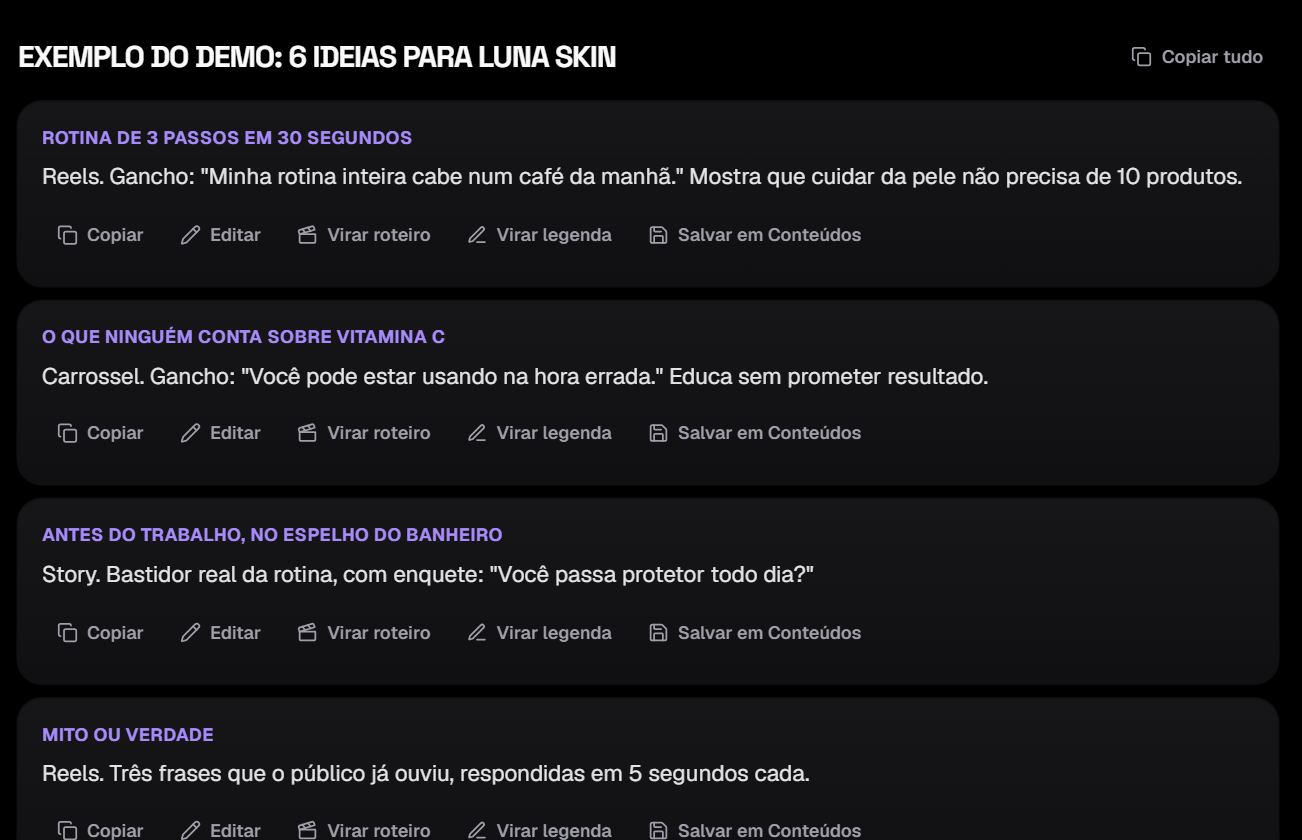 EXEMPLO DO DEMO: 6 IDEIAS PARA LUNA SKIN
Copiar tudo
ROTINA DE 3 PASSOS EM 30 SEGUNDOS
Reels. Gancho: "Minha rotina inteira cabe num café da manhã." Mostra que cuidar da pele não precisa de 10 produtos.
Copiar Editar Virar roteiro Virar legenda Salvar em Conteúdos
O QUE NINGUÉM CONTA SOBRE VITAMINA C
Carrossel. Gancho: "Você pode estar usando na hora errada." Educa sem prometer resultado.
Copiar Editar Virar roteiro Virar legenda Salvar em Conteúdos
ANTES DO TRABALHO, NO ESPELHO DO BANHEIRO
Story. Bastidor real da rotina, com enquete: "Você passa protetor todo dia?"
Copiar Editar Virar roteiro Virar legenda Salvar em Conteúdos
MITO OU VERDADE
Reels. Três frases que o público já ouviu, respondidas em 5 segundos cada.
Copiar Editar Virar roteiro Virar legenda Salvar em Conteúdos